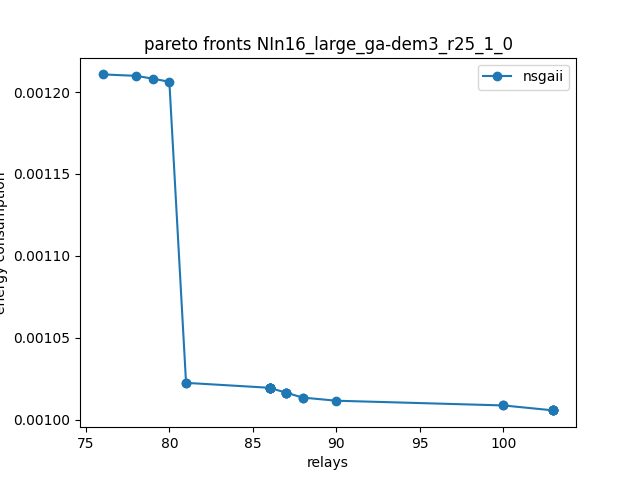 pareto fronts NIn16_large_ga-dem3_r25_1_0
nsgaii
0.00120
0.00115
0.00110
0.00105
0.00100
energy consumption
75 80 85 90 95 100
relays